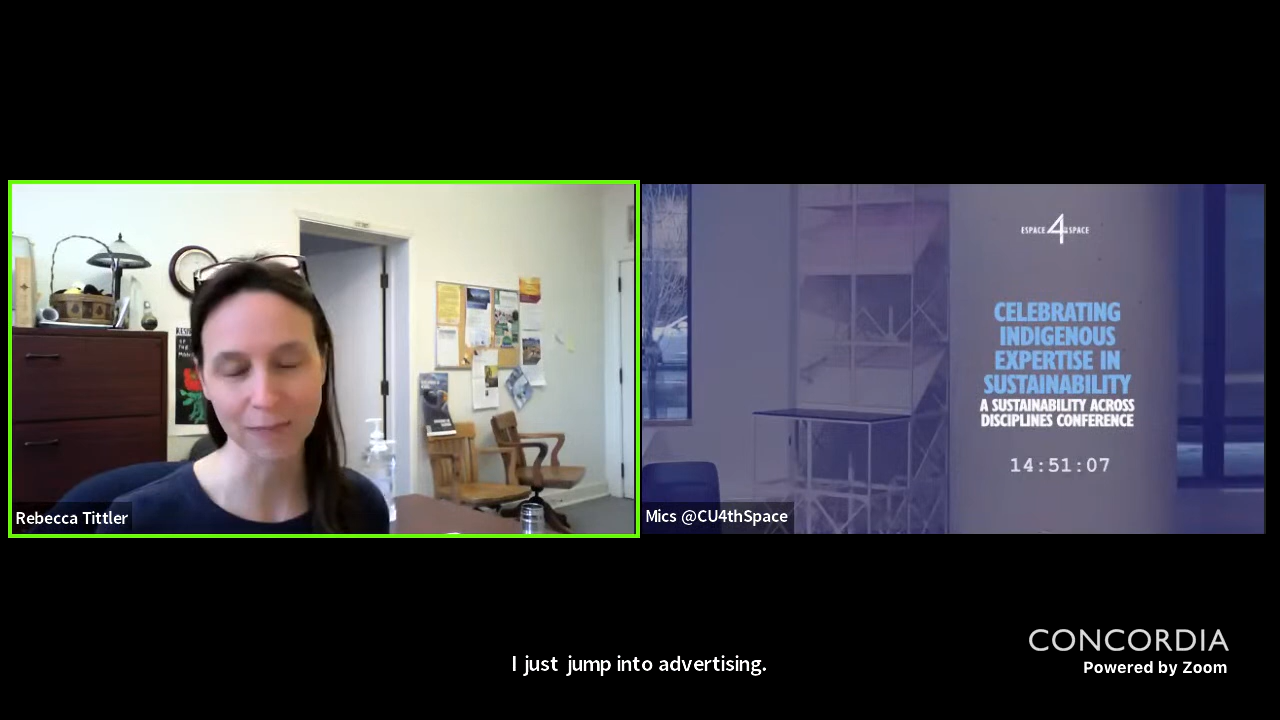 Rebecca Tittler
ESPACE 4 SPACE
CELEBRATING
INDIGENOUS
EXPERTISE IN
SUSTAINABILITY
A SUSTAINABILITY ACROSS
DISCIPLINES CONFERENCE
14:51:07
Mics @CU4thSpace
I just jump into advertising.
CONCORDIA
Powered by Zoom